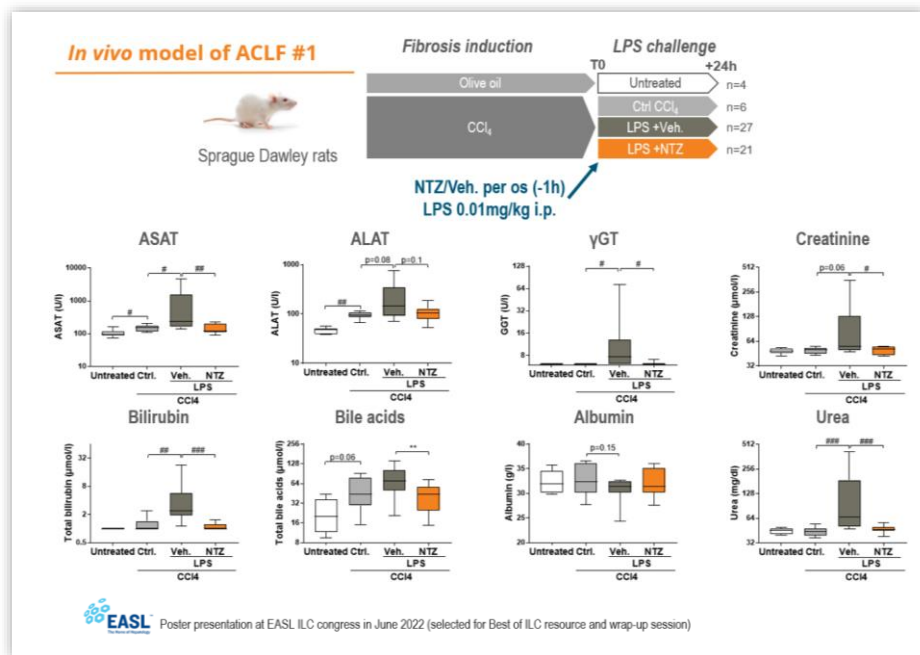 In vivo model of ACLF #1
Fibrosis induction
LPS challenge
T0
+24h
Olive oil
Untreated
n=4
CCl₄
Ctrl CCl₄
n=6
LPS +Veh.
n=27
LPS +NTZ
n=21
Sprague Dawley rats
NTZ/Veh. per os (-1h)
LPS 0.01mg/kg i.p.
ASAT
ASAT (U/l)
10000
1000
100
10
#
#
##
Untreated Ctrl. Veh. NTZ
LPS
CCl4
ALAT
ALAT (U/l)
1000
100
10
##
p=0.08
p=0.1
Untreated Ctrl. Veh. NTZ
LPS
CCl4
γGT
GGT (U/l)
128
64
8
#
#
Untreated Ctrl. Veh. NTZ
LPS
CCl4
Creatinine
Creatinine (µmol/l)
512
64
32
p=0.06
#
Untreated Ctrl. Veh. NTZ
LPS
CCl4
Bilirubin
Total bilirubin (µmol/l)
32
8
2
0.5
##
###
Untreated Ctrl. Veh. NTZ
LPS
CCl4
Bile acids
Total bile acids (µmol/l)
256
128
64
32
16
8
p=0.06
**
Untreated Ctrl. Veh. NTZ
LPS
CCl4
Albumin
Albumin (g/l)
40
35
30
25
20
p=0.15
Untreated Ctrl. Veh. NTZ
LPS
CCl4
Urea
Urea (mg/dl)
512
128
64
32
###
###
Untreated Ctrl. Veh. NTZ
LPS
CCl4
EASL
The Home of Hepatology
Poster presentation at EASL ILC congress in June 2022 (selected for Best of ILC resource and wrap-up session)